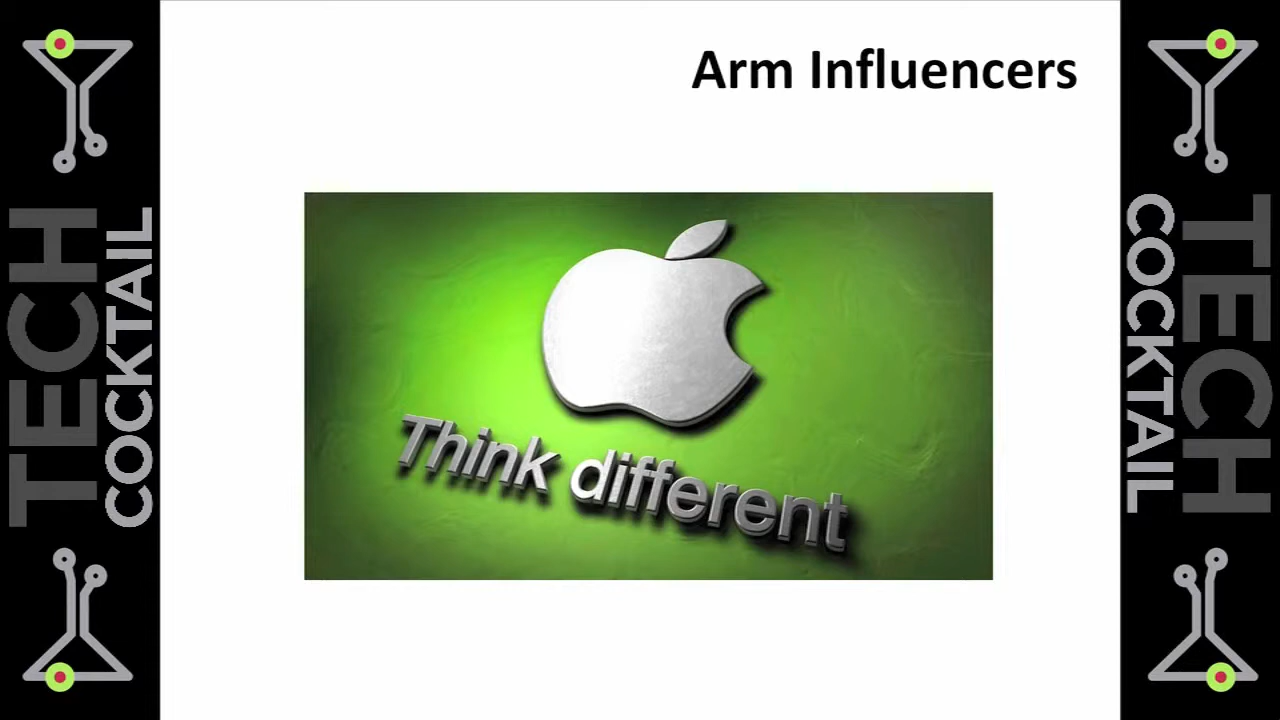 Arm Influencers
Think different
TECH
COCKTAIL
COCKTAIL
TECH